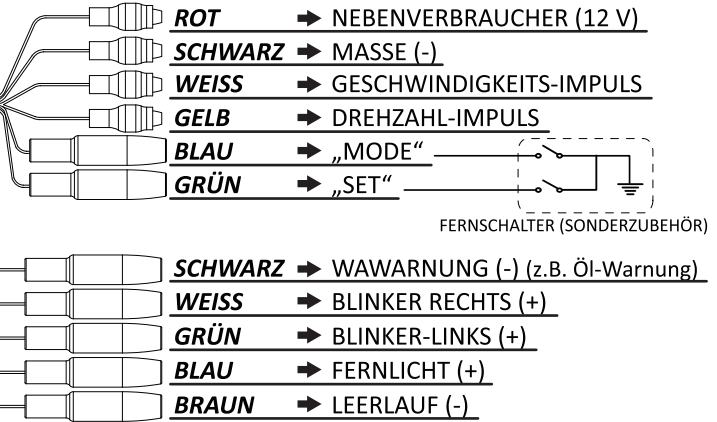 ROT NEBENVERBRAUCHER (12 V)
SCHWARZ MASSE (-)
WEISS GESCHWINDIGKEITS-IMPULS
GELB DREHZAHL-IMPULS
BLAU „MODE“
GRÜN „SET“
FERNSCHALTER (SONDERZUBEHÖR)
SCHWARZ WAWARNUNG (-) (z.B. Öl-Warnung)
WEISS BLINKER RECHTS (+)
GRÜN BLINKER-LINKS (+)
BLAU FERNLICHT (+)
BRAUN LEERLAUF (-)